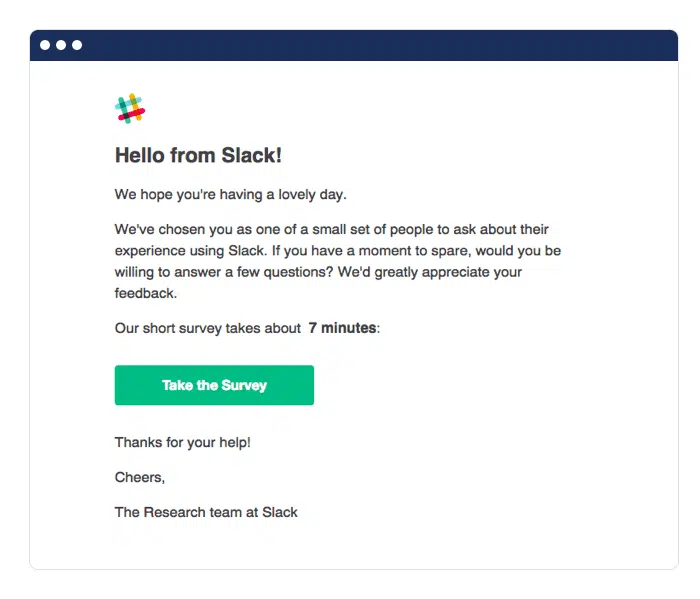 Hello from Slack!
We hope you're having a lovely day.
We've chosen you as one of a small set of people to ask about their
experience using Slack. If you have a moment to spare, would you be
willing to answer a few questions? We'd greatly appreciate your
feedback.
Our short survey takes about 7 minutes:
Take the Survey
Thanks for your help!
Cheers,
The Research team at Slack